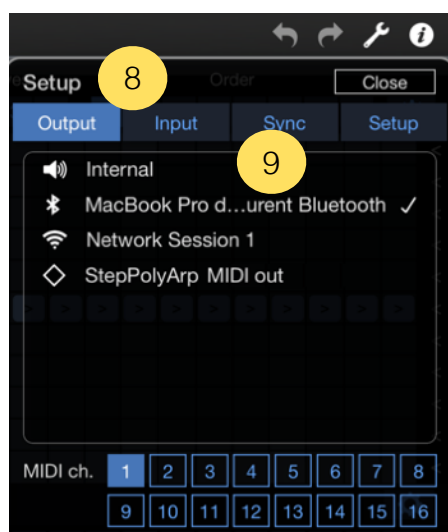 Setup 8 Order Close
Output Input Sync Setup
9
Internal
MacBook Pro d...urent Bluetooth ✓
Network Session 1
StepPolyArp MIDI out
MIDI ch. 1 2 3 4 5 6 7 8
9 10 11 12 13 14 15 16